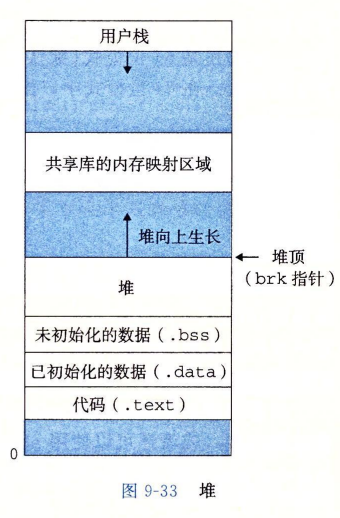 用户栈
共享库的内存映射区域
堆向上生长
堆顶
（brk 指针）
堆
未初始化的数据（.bss）
已初始化的数据（.data）
代码（.text）
0
图 9-33 堆